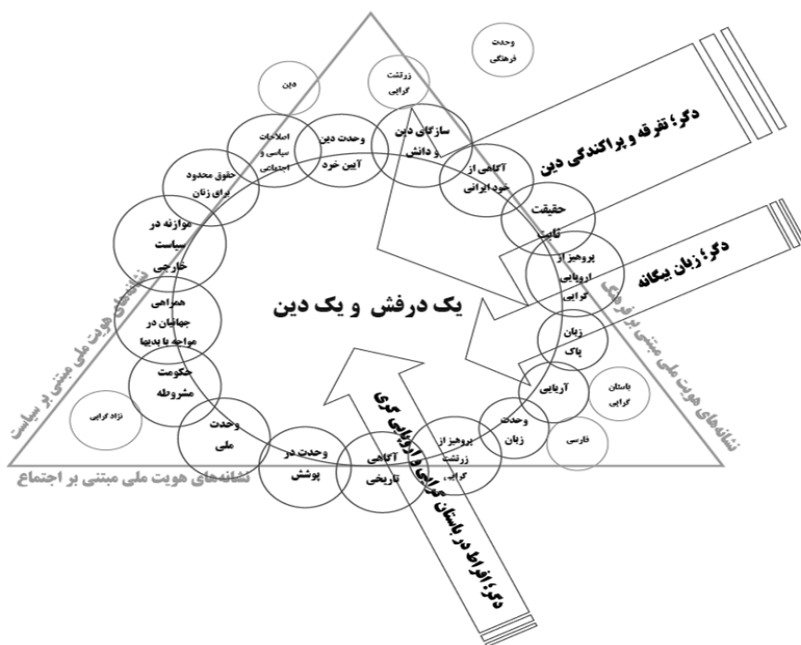 وحدت
فرهنگی
زرتشت
گرایی
دین
سازگای دین
و دانش
وحدت دین
آیین خرد
اصلاحات
سیاسی و
اجتماعی
آگاهی از
خود ایرانی
حقوق محدود
برای زنان
حقیقت
ثابت
موازنه در
سیاست
خارجی
پروهیز از
اروپایی
گرایی
همراهی
جهانیان در
مواجه با بدیها
زبان
پاک
حکومت
مشروطه
آریایی
باستان
گرایی
نژاد گرایی
وحدت
ملی
وحدت
زبان
فارسی
وحدت در
پوشش
آگاهی
تاریخی
پروهیز از
زرتشت
گرایی
یک درفش و یک دین
دگر؛ تفرقه و پراکندگی دین
دگر؛ زبان بیگانه
دگر؛ افراط در باستان گرایی و اروپایی گری
نشانه‌های هویت ملی مبتنی بر فرهنگ
نشانه‌های هویت ملی مبتنی بر سیاست
نشانه‌های هویت ملی مبتنی بر اجتماع